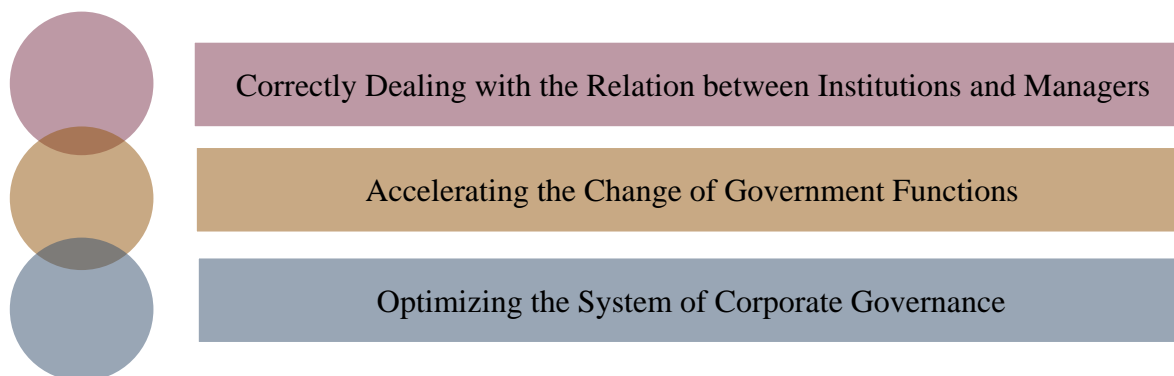 Correctly Dealing with the Relation between Institutions and Managers
Accelerating the Change of Government Functions
Optimizing the System of Corporate Governance